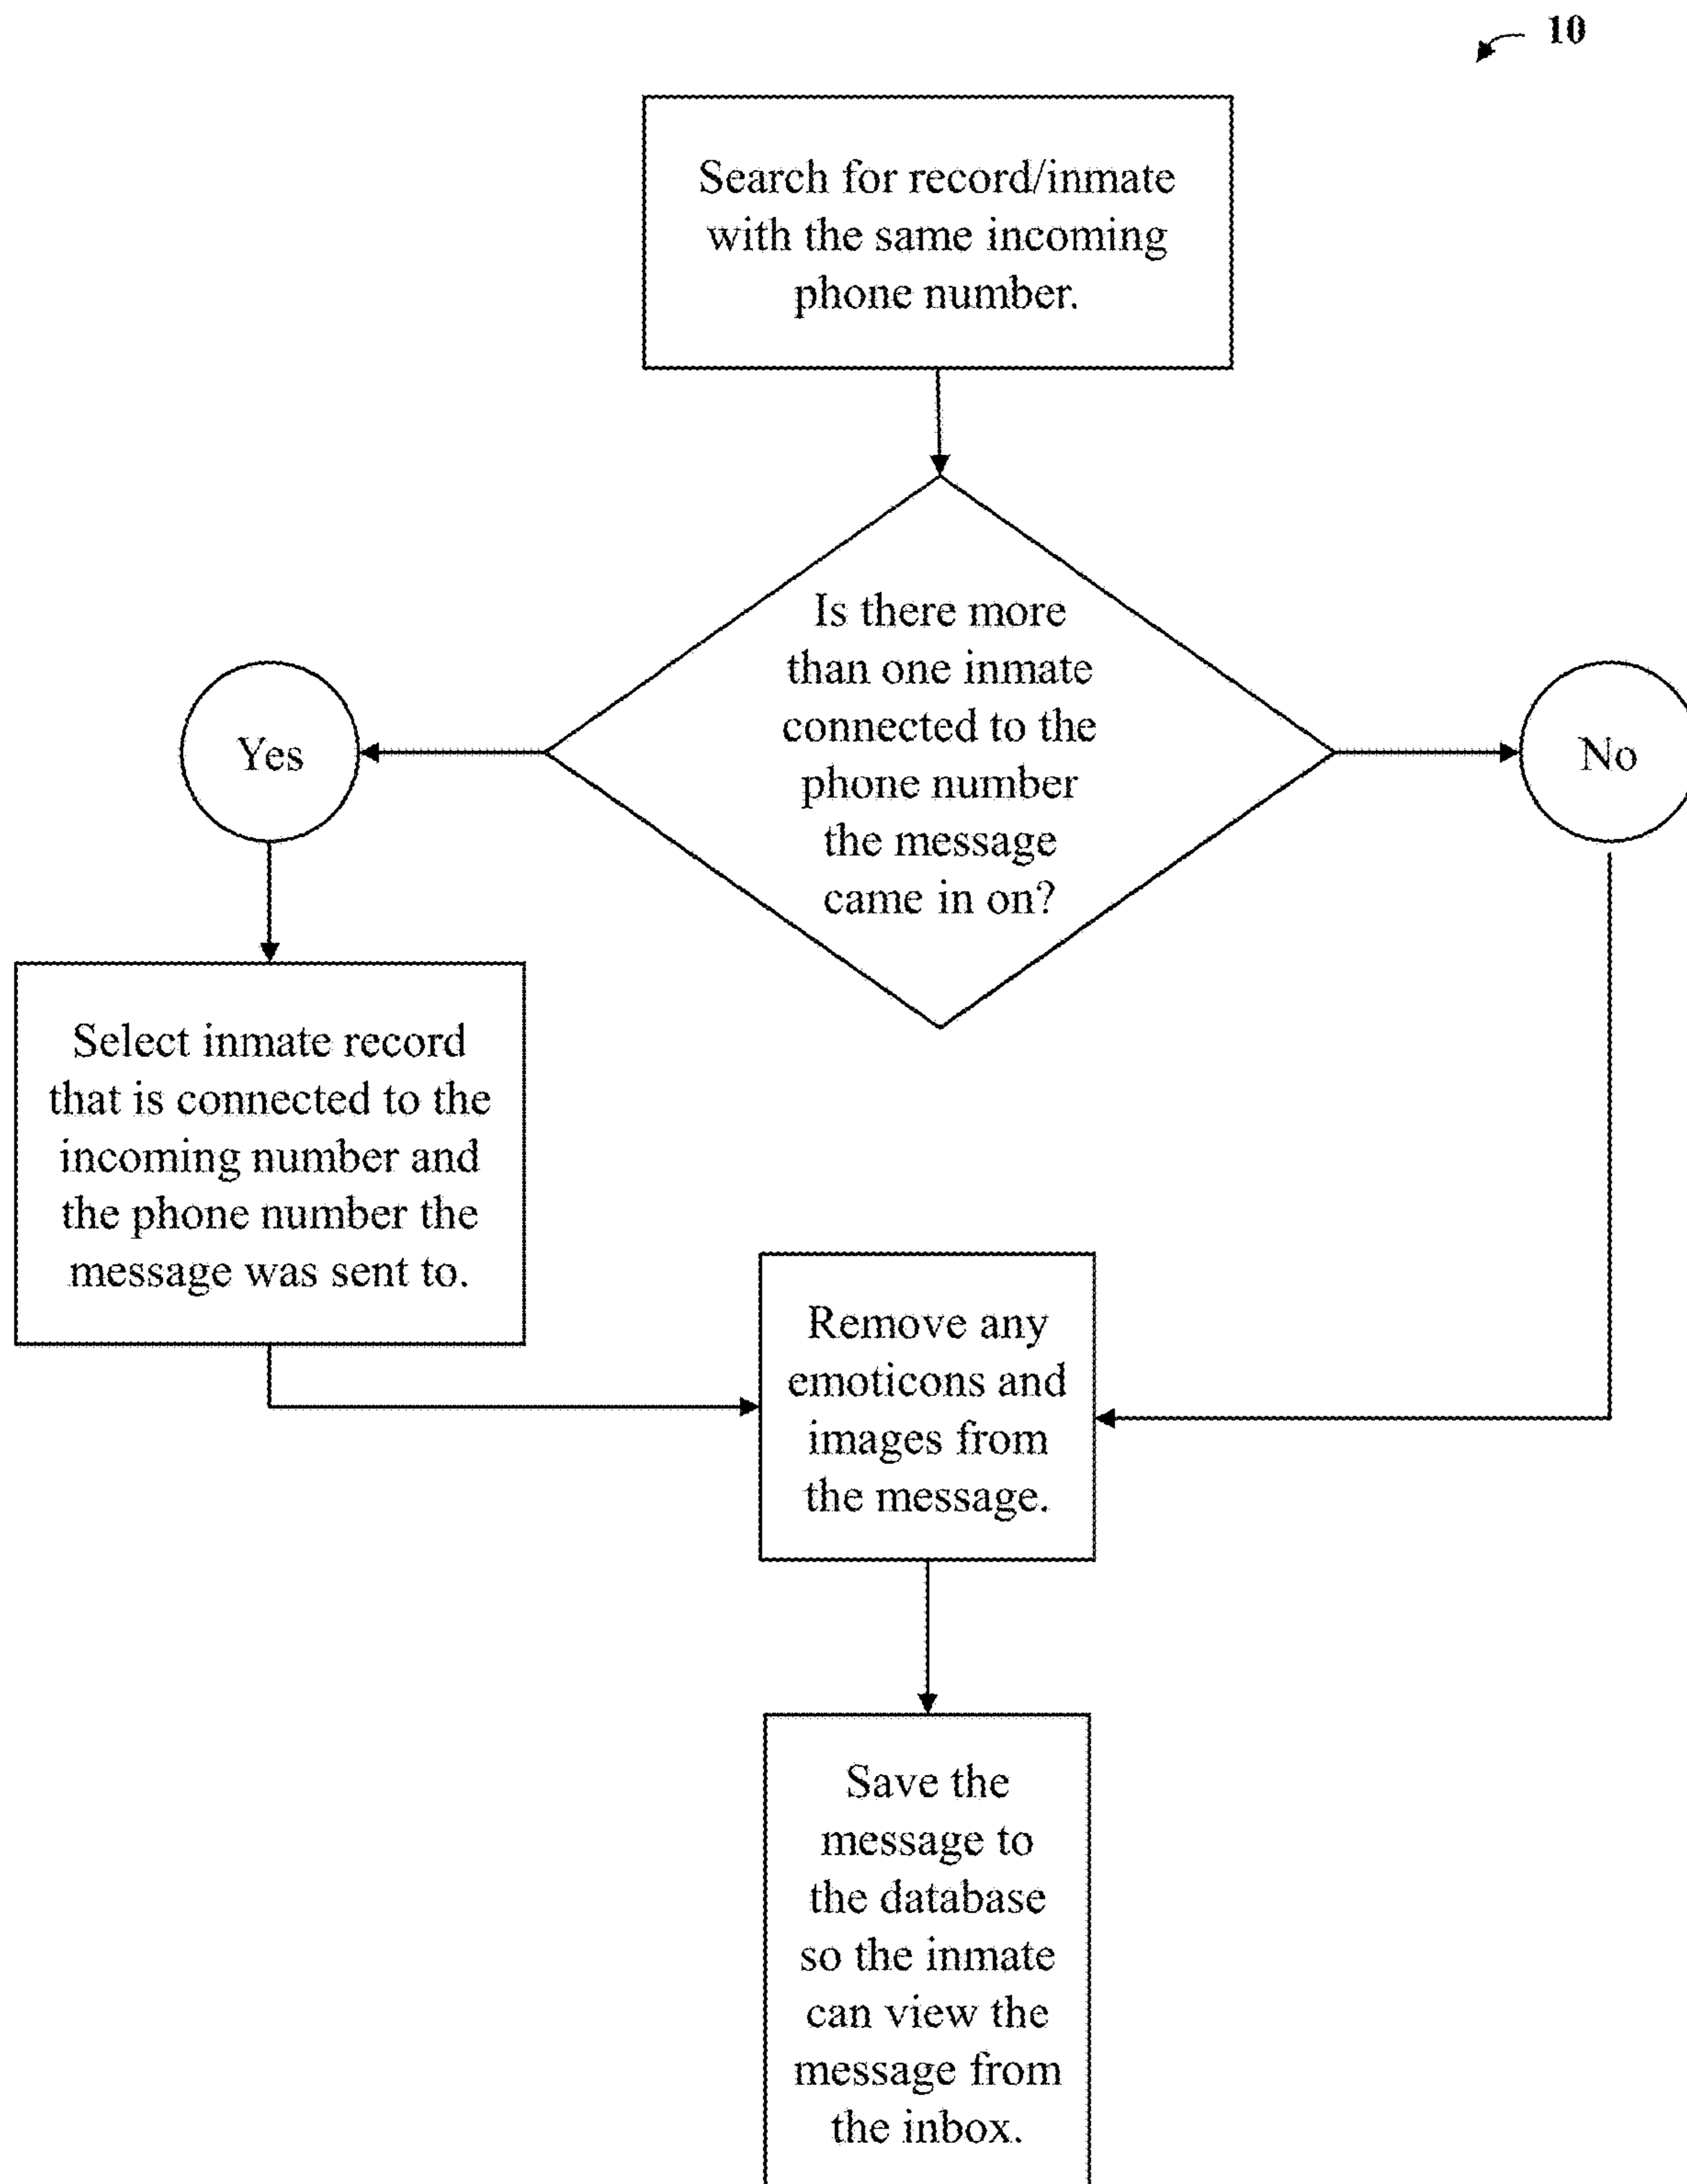 10
Search for record/inmate
with the same incoming
phone number.
Is there more
than one inmate
connected to the
phone number
the message
came in on?
Yes
No
Select inmate record
that is connected to the
incoming number and
the phone number the
message was sent to.
Remove any
emoticons and
images from
the message.
Save the
message to
the database
so the inmate
can view the
message from
the inbox.